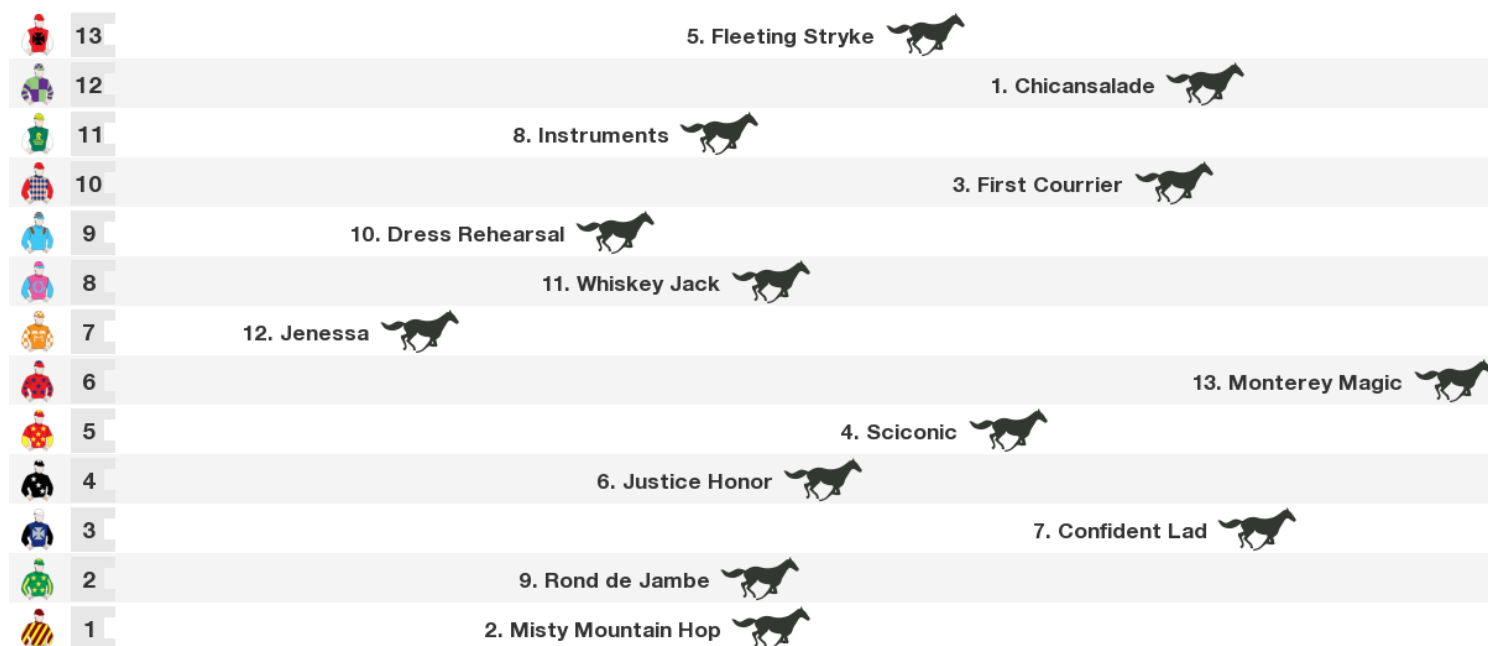 13 5. Fleeting Stryke
12 1. Chicansalade
11 8. Instruments
10 3. First Courrier
9 10. Dress Rehearsal
8 11. Whiskey Jack
7 12. Jenessa
6 13. Monterey Magic
5 4. Sciconic
4 6. Justice Honor
3 7. Confident Lad
2 9. Rond de Jambe
1 2. Misty Mountain Hop